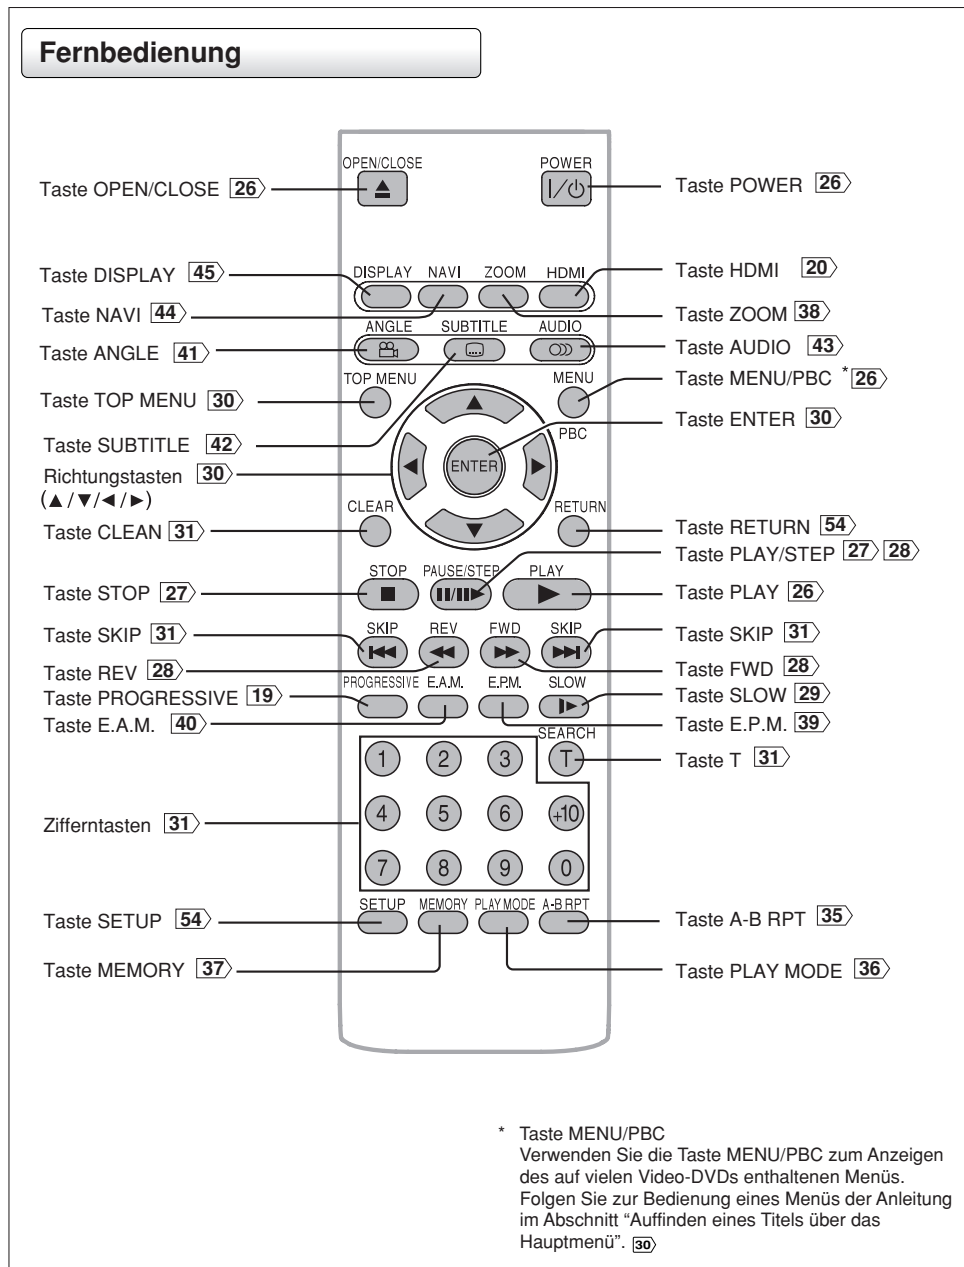 Fernbedienung
OPEN/CLOSE
POWER
Taste OPEN/CLOSE 26
Taste POWER 26
DISPLAY NAVI ZOOM HDMI
Taste DISPLAY 45
Taste HDMI 20
Taste NAVI 44
Taste ZOOM 38
ANGLE SUBTITLE AUDIO
Taste ANGLE 41
Taste AUDIO 43
TOP MENU
MENU
Taste MENU/PBC * 26
Taste TOP MENU 30
Taste ENTER 30
PBC
Taste SUBTITLE 42
ENTER
Richtungstasten 30
(▲/▼/◄/►)
CLEAR
RETURN
Taste CLEAN 31
Taste RETURN 54
Taste PLAY/STEP 27 28
STOP PAUSE/STEP PLAY
Taste STOP 27
Taste PLAY 26
SKIP REV FWD SKIP
Taste SKIP 31
Taste SKIP 31
Taste REV 28
Taste FWD 28
PROGRESSIVE E.A.M. E.P.M. SLOW
Taste PROGRESSIVE 19
Taste SLOW 29
Taste E.A.M. 40
Taste E.P.M. 39
SEARCH
1 2 3 T
Taste T 31
4 5 6 +10
Zifferntasten 31
7 8 9 0
SETUP MEMORY PLAY MODE A-B RPT
Taste SETUP 54
Taste A-B RPT 35
Taste MEMORY 37
Taste PLAY MODE 36
* Taste MENU/PBC
Verwenden Sie die Taste MENU/PBC zum Anzeigen
des auf vielen Video-DVDs enthaltenen Menüs.
Folgen Sie zur Bedienung eines Menüs der Anleitung
im Abschnitt “Auffinden eines Titels über das
Hauptmenü”. 30